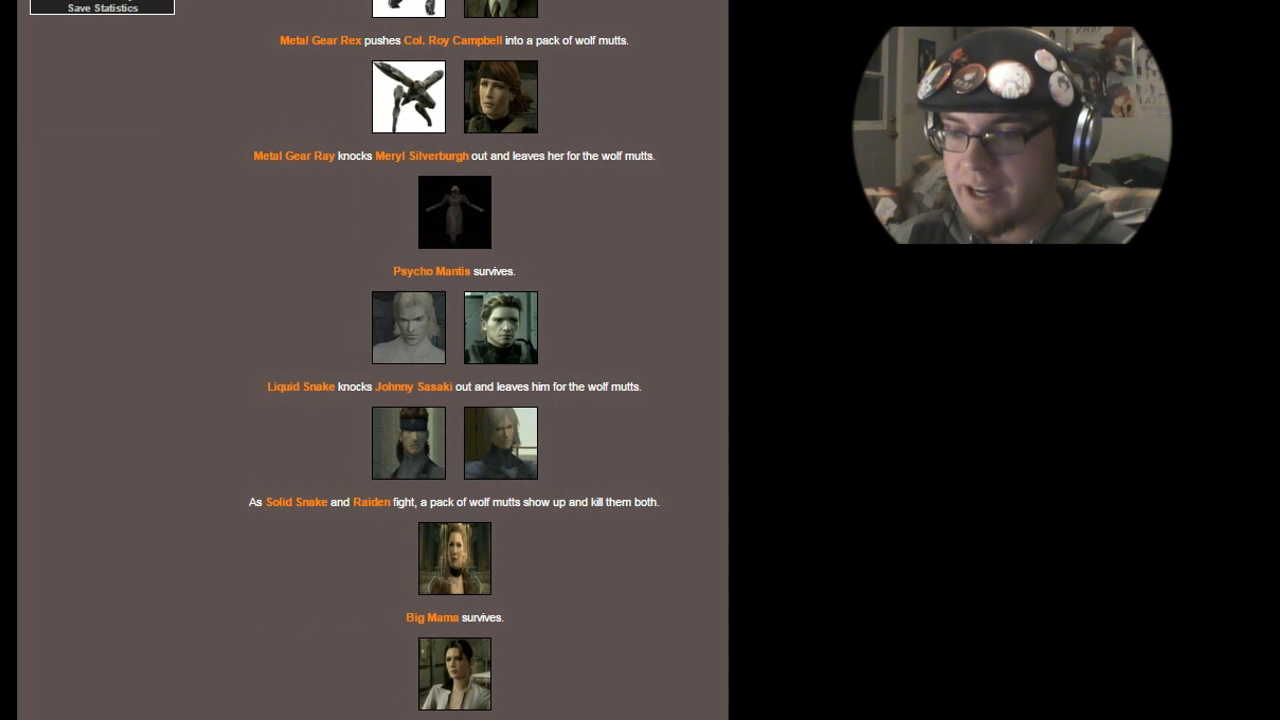 Save Statistics
Metal Gear Rex pushes Col. Roy Campbell into a pack of wolf mutts.
Metal Gear Ray knocks Meryl Silverburgh out and leaves her for the wolf mutts.
Psycho Mantis survives.
Liquid Snake knocks Johnny Sasaki out and leaves him for the wolf mutts.
As Solid Snake and Raiden fight, a pack of wolf mutts show up and kill them both.
Big Mama survives.